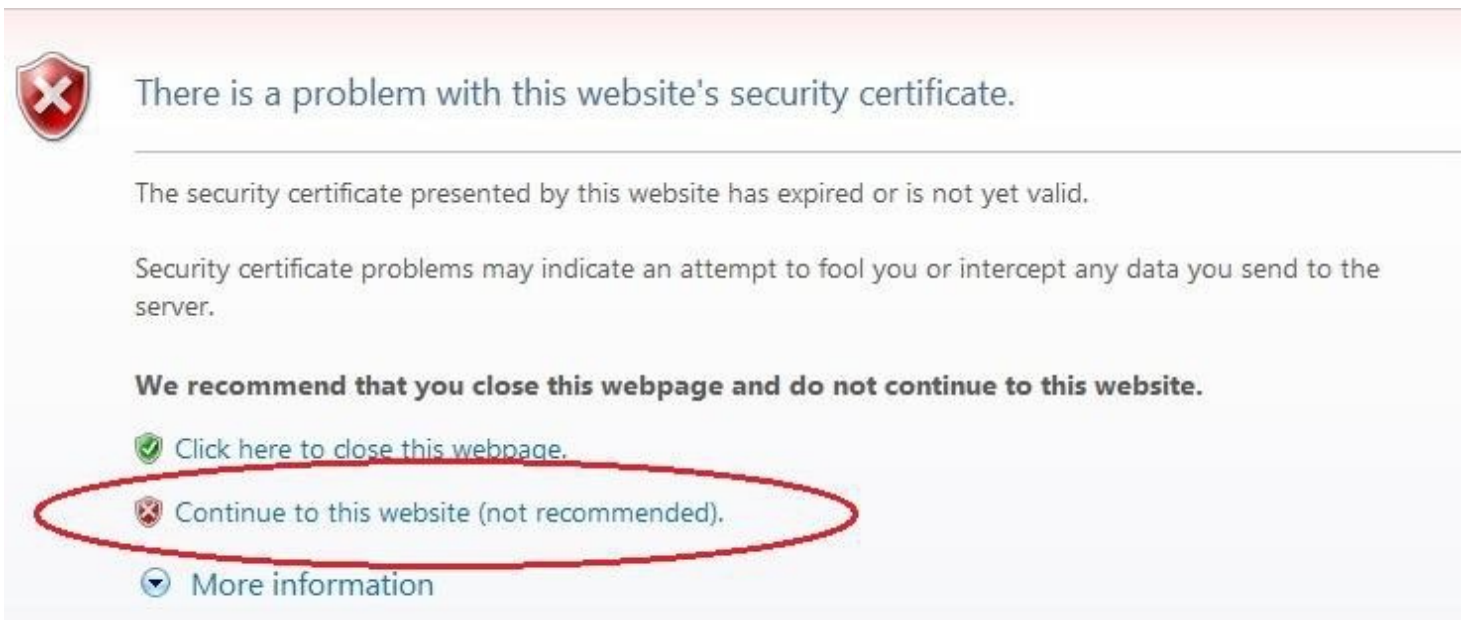 There is a problem with this website's security certificate.
The security certificate presented by this website has expired or is not yet valid.
Security certificate problems may indicate an attempt to fool you or intercept any data you send to the
server.
We recommend that you close this webpage and do not continue to this website.
Click here to close this webpage.
Continue to this website (not recommended).
More information